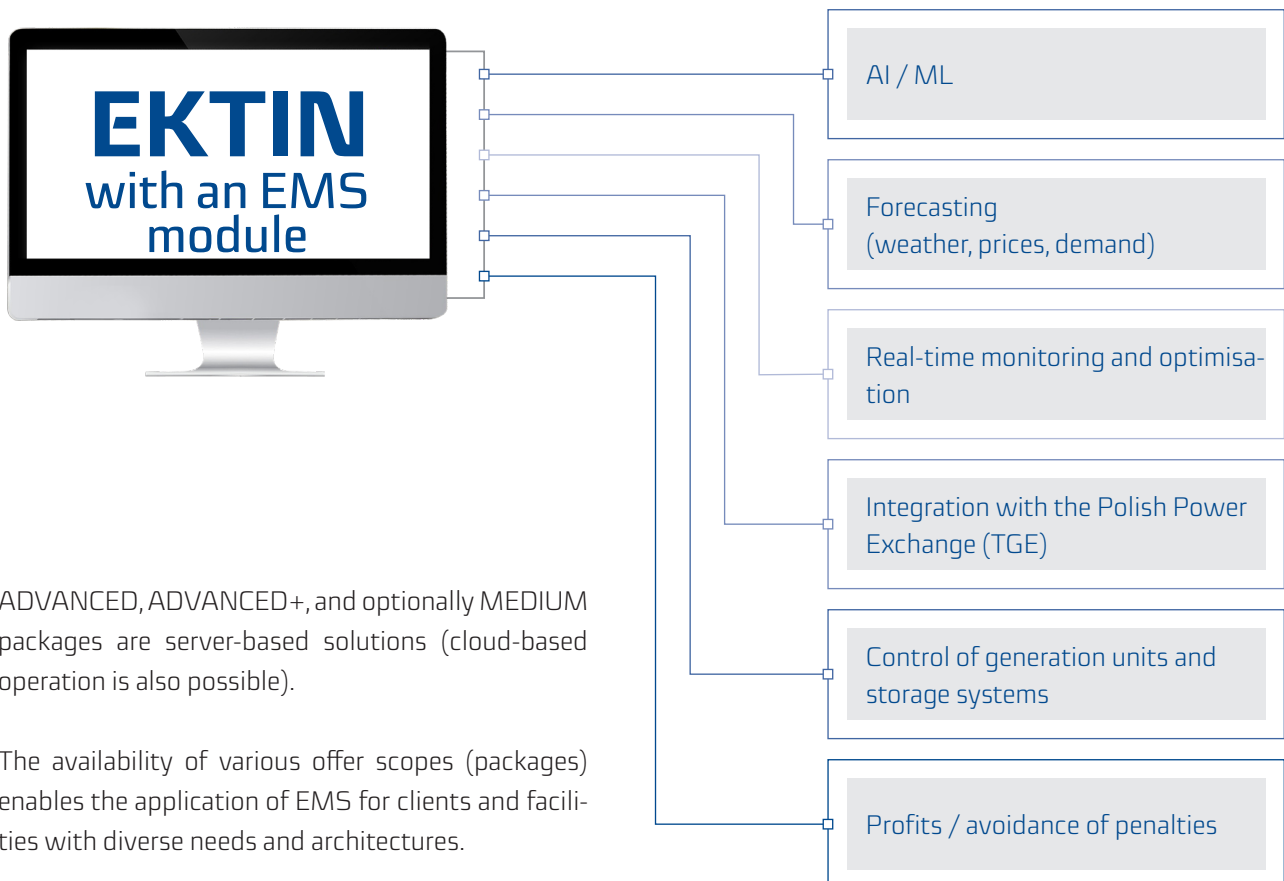 EKTIN
with an EMS
module
AI / ML
Forecasting
(weather, prices, demand)
Real-time monitoring and optimisa-
tion
Integration with the Polish Power
Exchange (TGE)
Control of generation units and
storage systems
Profits / avoidance of penalties
ADVANCED, ADVANCED+, and optionally MEDIUM
packages are server-based solutions (cloud-based
operation is also possible).
The availability of various offer scopes (packages)
enables the application of EMS for clients and facili-
ties with diverse needs and architectures.